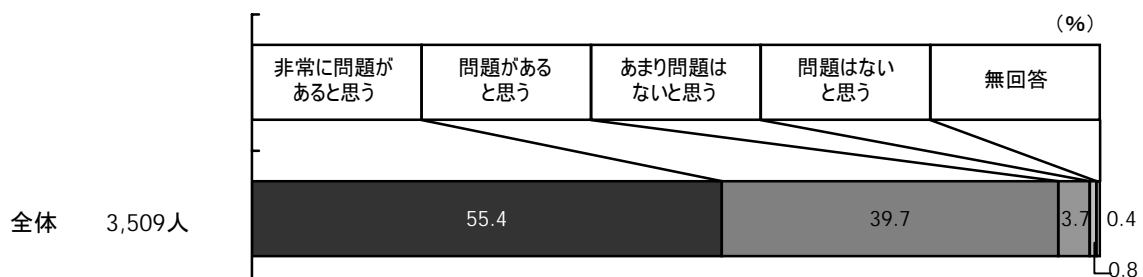 （%）
非常に問題が
あると思う
問題がある
と思う
あまり問題は
ないと思う
問題はない
と思う
無回答
全体 3,509人
55.4
39.7
3.7
0.4
0.8